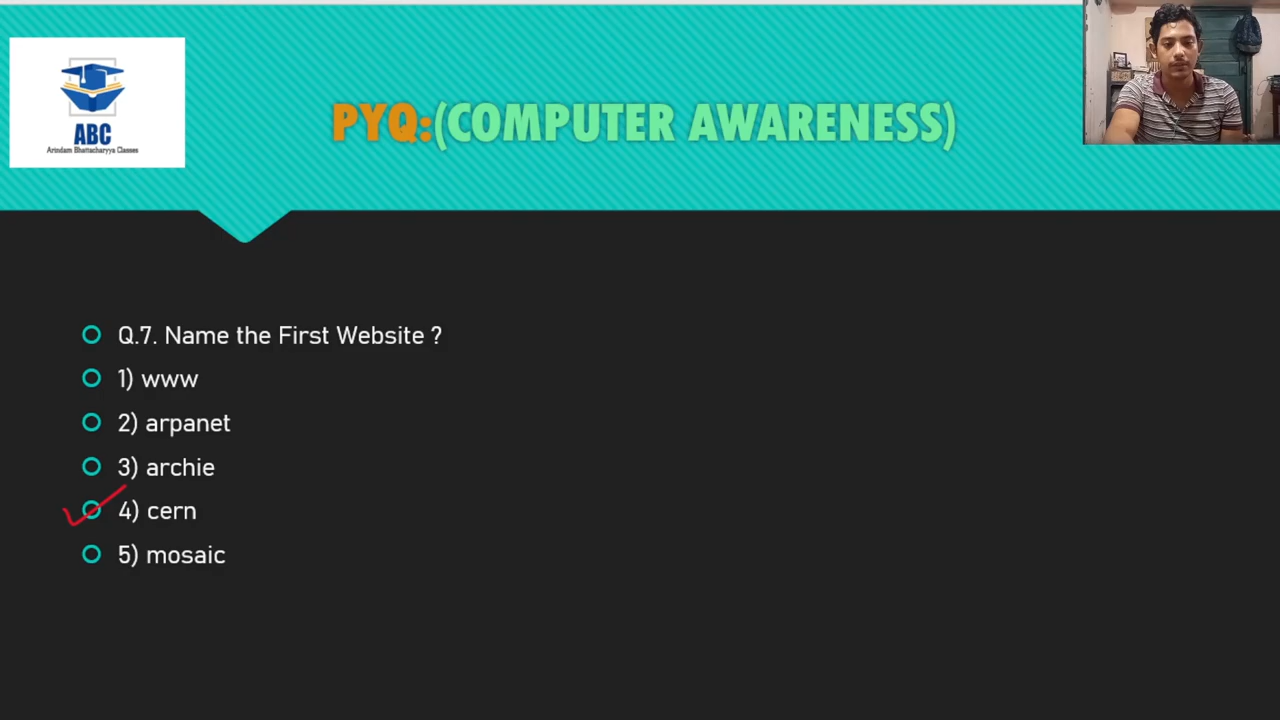 ABC
Arindam Bhattacharyya Classes
PYQ:(COMPUTER AWARENESS)
Q.7. Name the First Website ?
1) www
2) arpanet
3) archie
4) cern
5) mosaic